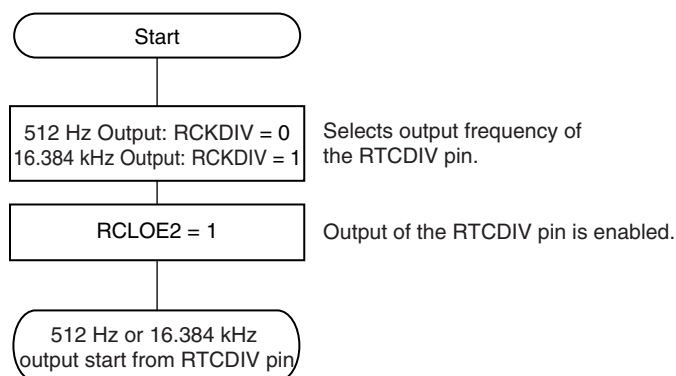 Start
512 Hz Output: RCKDIV = 0
16.384 kHz Output: RCKDIV = 1
Selects output frequency of
the RTCDIV pin.
RCLOE2 = 1
Output of the RTCDIV pin is enabled.
512 Hz or 16.384 kHz
output start from RTCDIV pin